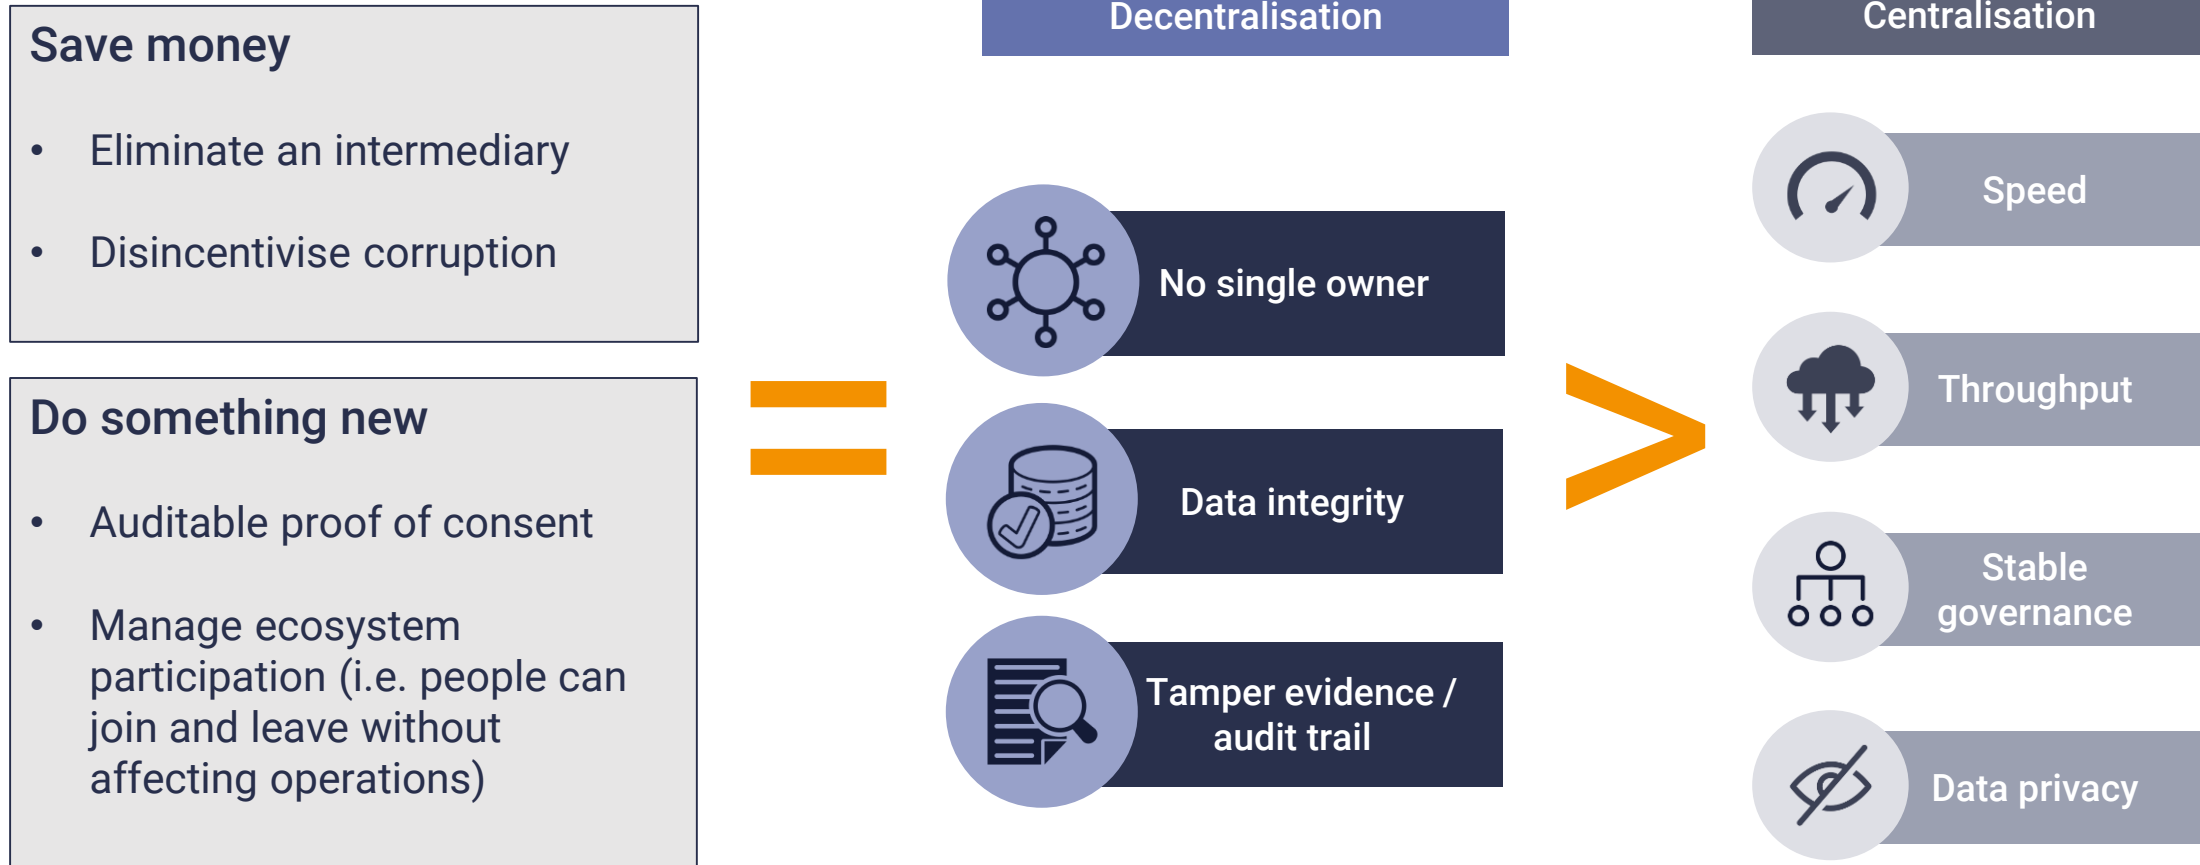 Save money
• Eliminate an intermediary
• Disincentivise corruption
Do something new
• Auditable proof of consent
• Manage ecosystem
participation (i.e. people can
join and leave without
affecting operations)
=
Decentralisation
No single owner
Data integrity
Tamper evidence /
audit trail
>
Centralisation
Speed
Throughput
Stable
governance
Data privacy